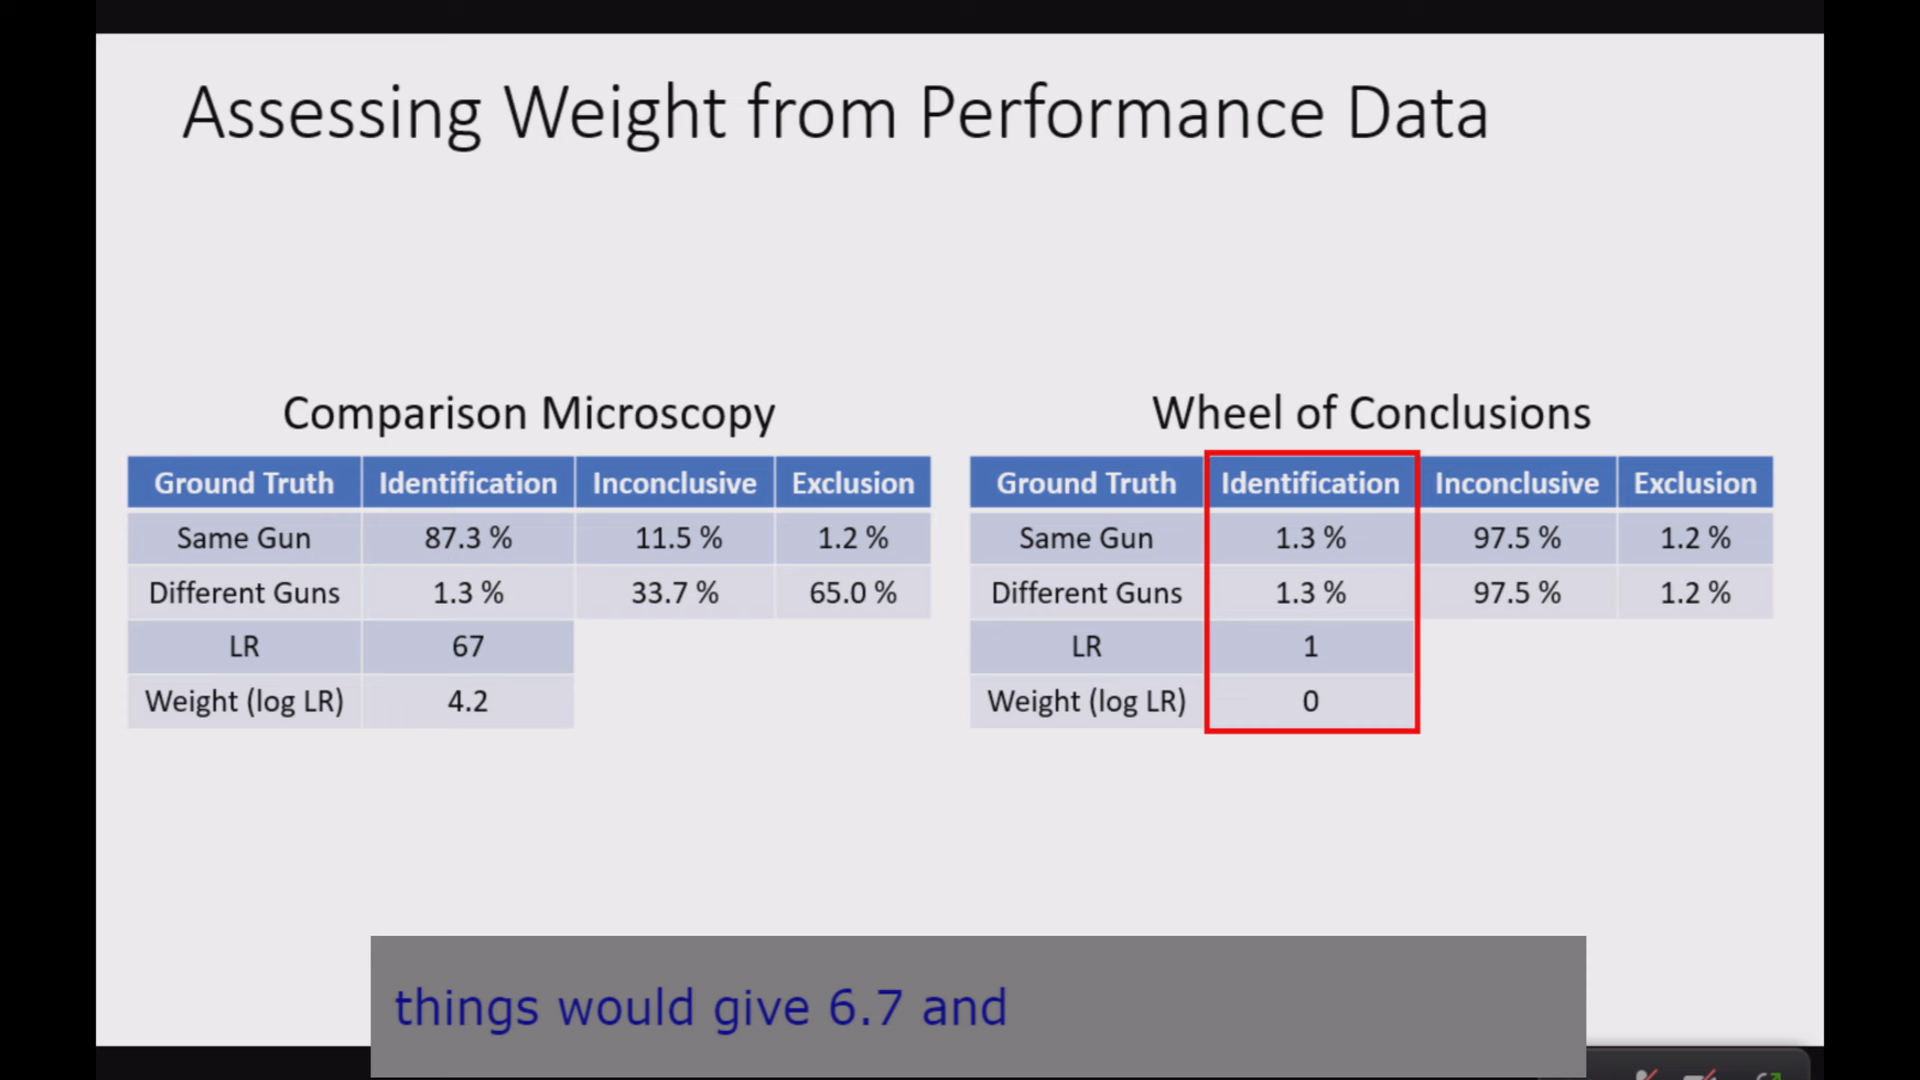 Assessing Weight from Performance Data
Comparison Microscopy
Ground Truth Identification Inconclusive Exclusion
Same Gun 87.3 % 11.5 % 1.2 %
Different Guns 1.3 % 33.7 % 65.0 %
LR 67
Weight (log LR) 4.2
Wheel of Conclusions
Ground Truth Identification Inconclusive Exclusion
Same Gun 1.3 % 97.5 % 1.2 %
Different Guns 1.3 % 97.5 % 1.2 %
LR 1
Weight (log LR) 0
things would give 6.7 and